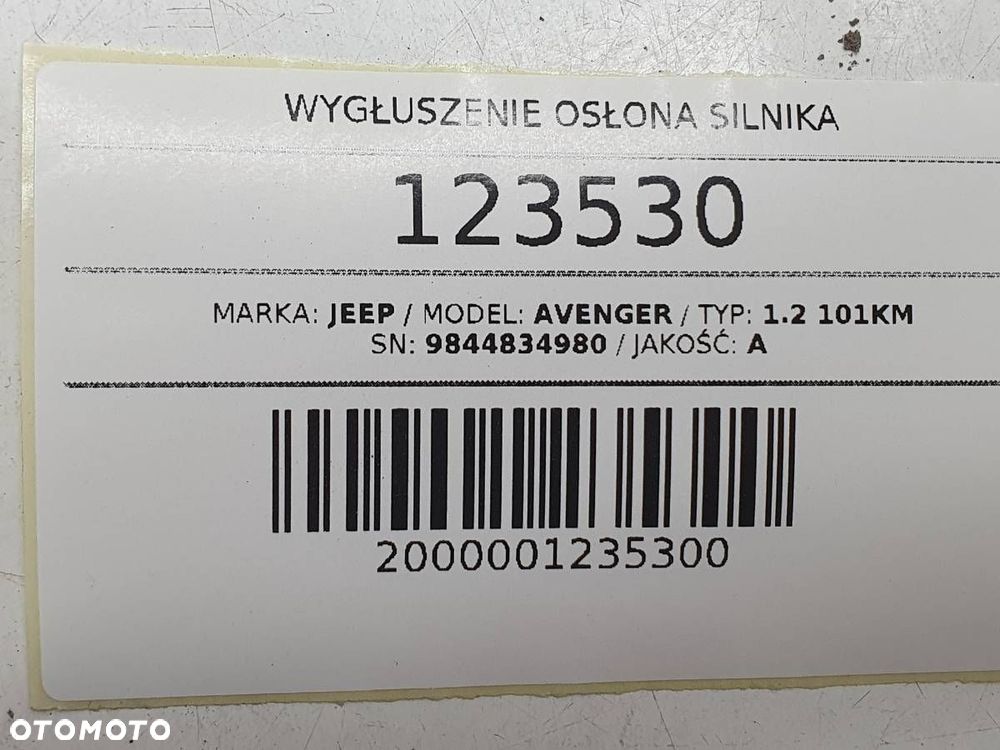 WYGŁUSZENIE OSŁONA SILNIKA
123530
MARKA: JEEP / MODEL: AVENGER / TYP: 1.2 101KM
SN: 9844834980 / JAKOŚĆ: A
2000001235300
OTOMOTO